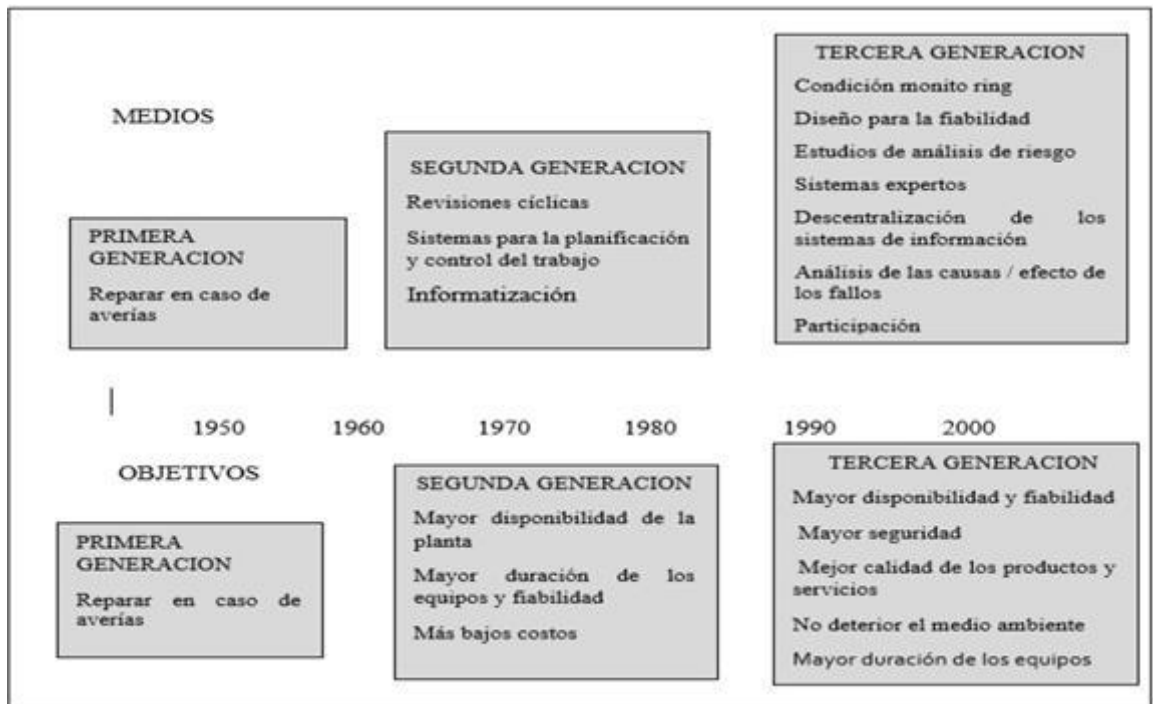 MEDIOS
PRIMERA
GENERACION
Reparar en caso de
averías
SEGUNDA GENERACION
Revisiones cíclicas
Sistemas para la planificación
y control del trabajo
Informatización
TERCERA GENERACION
Condición monito ring
Diseño para la fiabilidad
Estudios de análisis de riesgo
Sistemas expertos
Descentralización de los
sistemas de información
Análisis de las causas / efecto de
los fallos
Participación
1950 1960 1970 1980 1990 2000
OBJETIVOS
PRIMERA
GENERACION
Reparar en caso de
averías
SEGUNDA GENERACION
Mayor disponibilidad de la
planta
Mayor duración de los
equipos y fiabilidad
Más bajos costos
TERCERA GENERACION
Mayor disponibilidad y fiabilidad
Mayor seguridad
Mejor calidad de los productos y
servicios
No deterior el medio ambiente
Mayor duración de los equipos